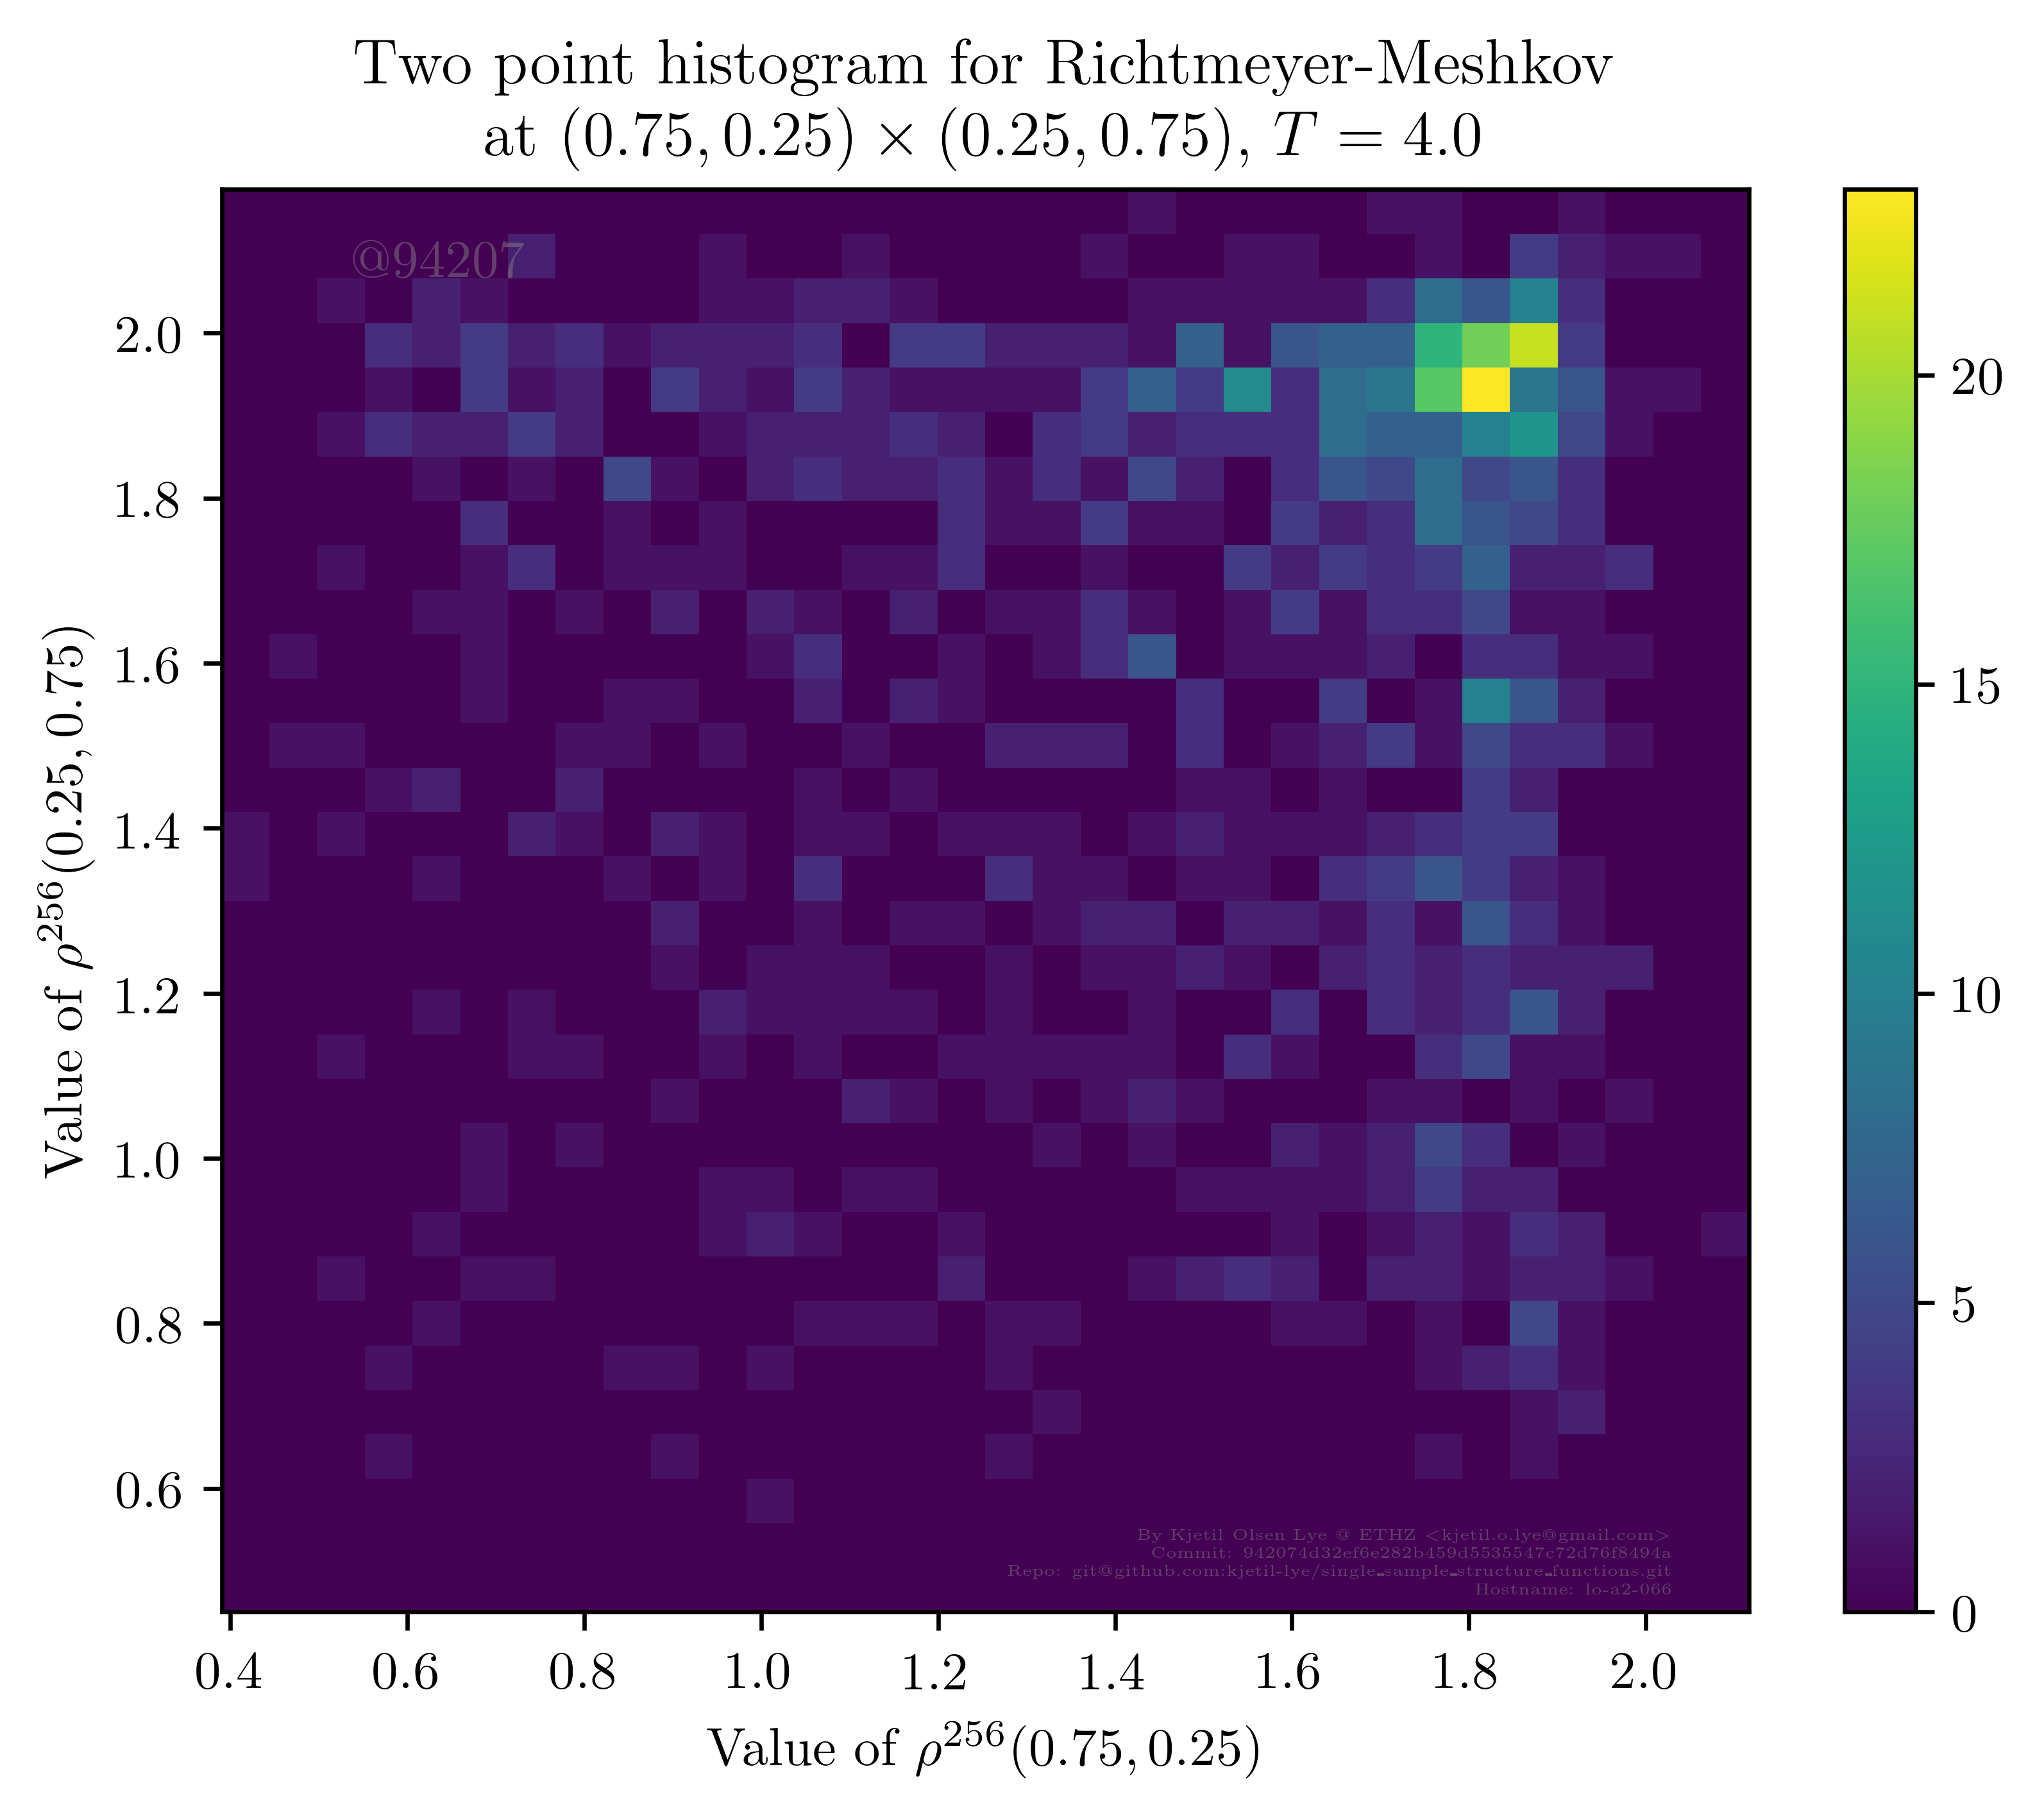 Two point histogram for Richtmeyer-Meshkov
at (0.75, 0.25) × (0.25, 0.75), T = 4.0
@94207
2.0
1.8
1.6
1.4
1.2
1.0
0.8
0.6
Value of ρ²⁵⁶(0.25, 0.75)
20
15
10
5
0
By Kjetil Olsen Lye @ ETHZ <kjetil.o.lye@gmail.com>
Commit: 942074d32ef6e282b459d5535547c72d76f8494a
Repo: git@github.com:kjetil-lye/single_sample_structure_functions.git
Hostname: lo-a2-066
0.4 0.6 0.8 1.0 1.2 1.4 1.6 1.8 2.0
Value of ρ²⁵⁶(0.75, 0.25)